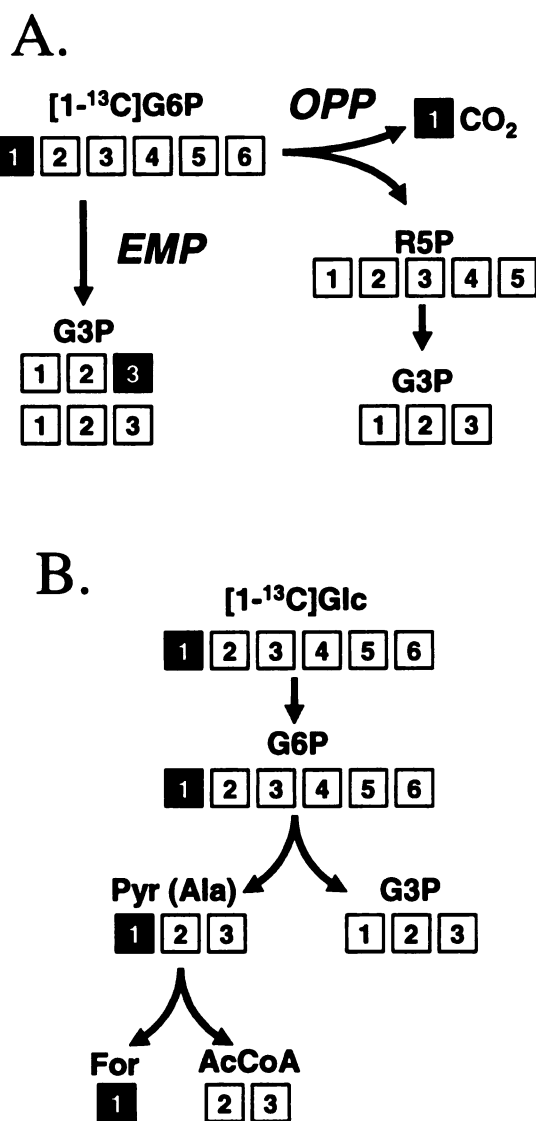 A.
[1-¹³C]G6P OPP 1 CO₂
1 2 3 4 5 6
EMP
R5P
1 2 3 4 5
G3P
1 2 3
1 2 3
G3P
1 2 3
B.
[1-¹³C]Glc
1 2 3 4 5 6
G6P
1 2 3 4 5 6
Pyr (Ala) G3P
1 2 3 1 2 3
For AcCoA
1 2 3